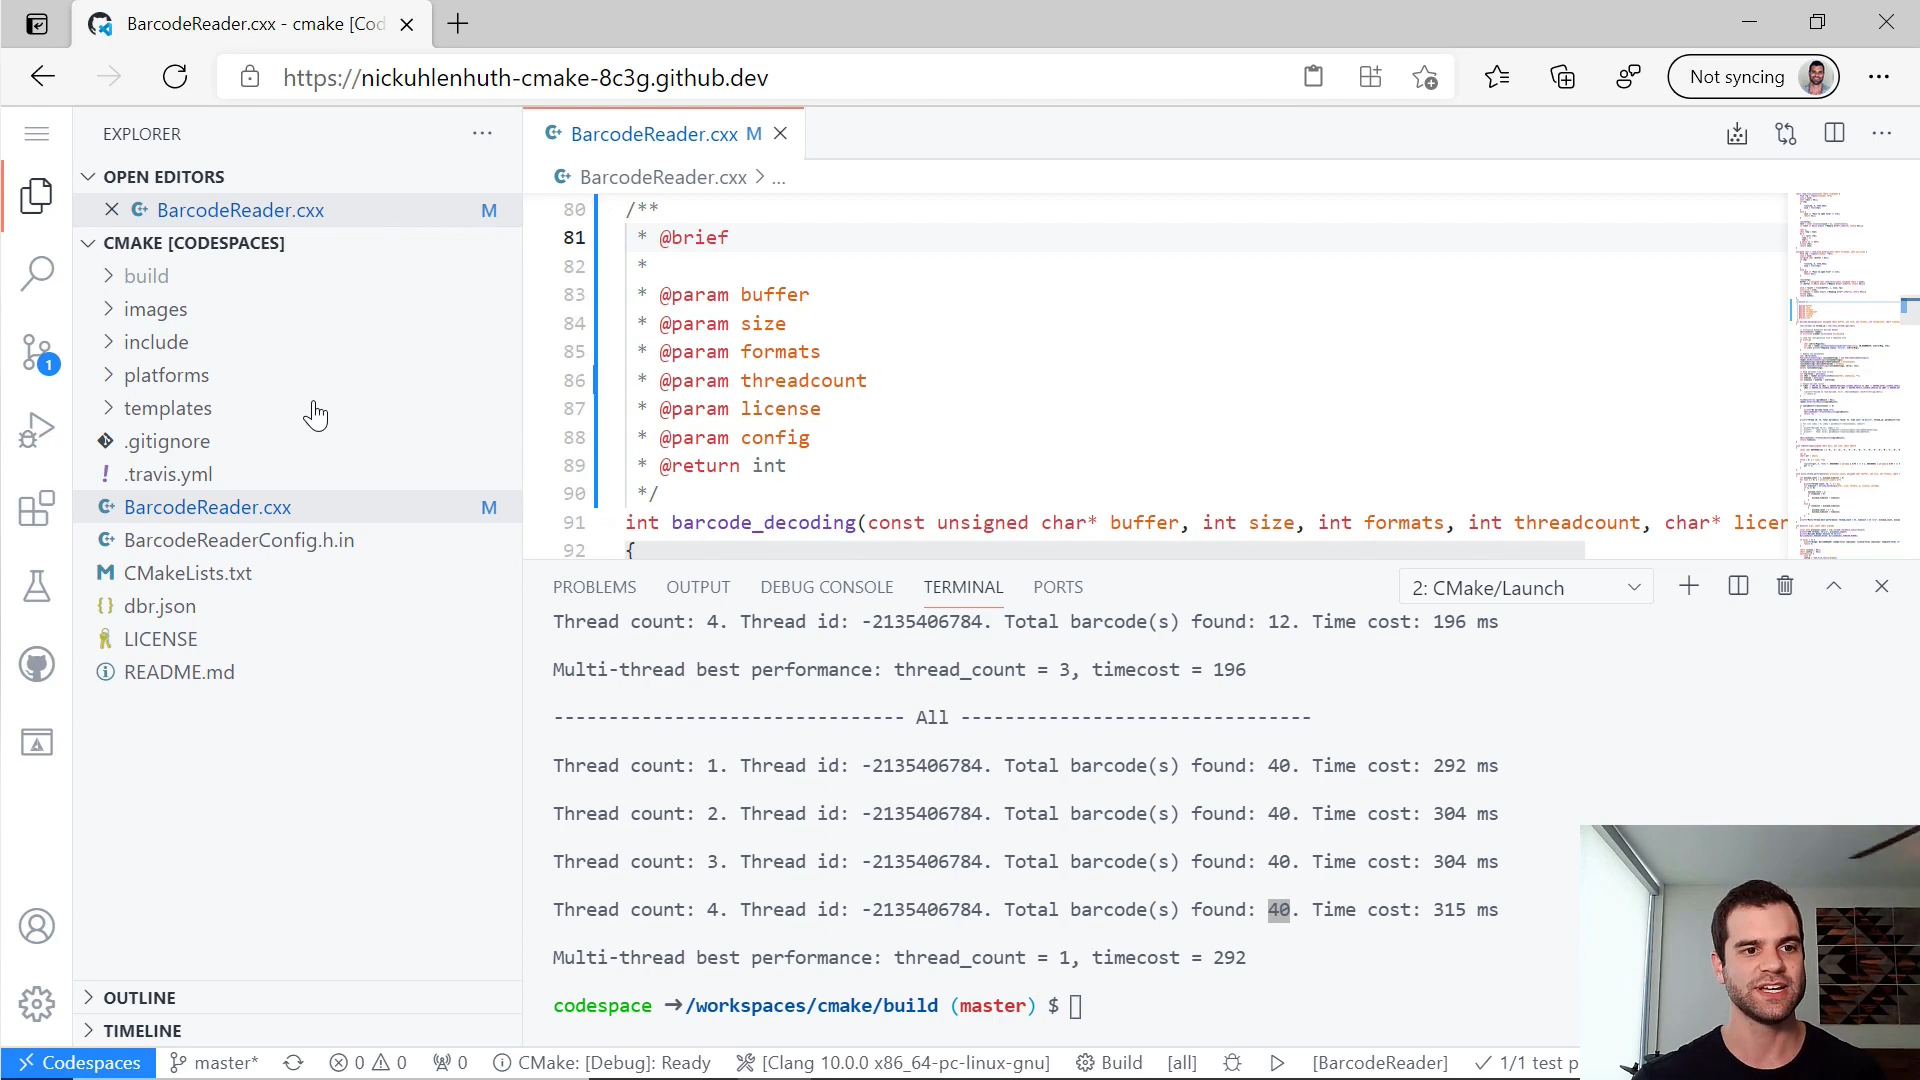 BarcodeReader.cxx - cmake [Cod
https://nickuhlenhuth-cmake-8c3g.github.dev
Not syncing
EXPLORER
OPEN EDITORS
BarcodeReader.cxx M
CMAKE [CODESPACES]
build
images
include
platforms
templates
.gitignore
.travis.yml
BarcodeReader.cxx M
BarcodeReaderConfig.h.in
CMakeLists.txt
dbr.json
LICENSE
README.md
OUTLINE
TIMELINE
1
BarcodeReader.cxx M
BarcodeReader.cxx > ...
80 /**
81 * @brief
82 *
83 * @param buffer
84 * @param size
85 * @param formats
86 * @param threadcount
87 * @param license
88 * @param config
89 * @return int
90 */
91 int barcode_decoding(const unsigned char* buffer, int size, int formats, int threadcount, char* licen
92 {
PROBLEMS OUTPUT DEBUG CONSOLE TERMINAL PORTS 2: CMake/Launch
Thread count: 4. Thread id: -2135406784. Total barcode(s) found: 12. Time cost: 196 ms
Multi-thread best performance: thread_count = 3, timecost = 196
-------------------------------- All --------------------------------
Thread count: 1. Thread id: -2135406784. Total barcode(s) found: 40. Time cost: 292 ms
Thread count: 2. Thread id: -2135406784. Total barcode(s) found: 40. Time cost: 304 ms
Thread count: 3. Thread id: -2135406784. Total barcode(s) found: 40. Time cost: 304 ms
Thread count: 4. Thread id: -2135406784. Total barcode(s) found: 40. Time cost: 315 ms
Multi-thread best performance: thread_count = 1, timecost = 292
codespace ➜/workspaces/cmake/build (master) $
Codespaces master* 0 0 0 CMake: [Debug]: Ready [Clang 10.0.0 x86_64-pc-linux-gnu] Build [all] [BarcodeReader] 1/1 test p